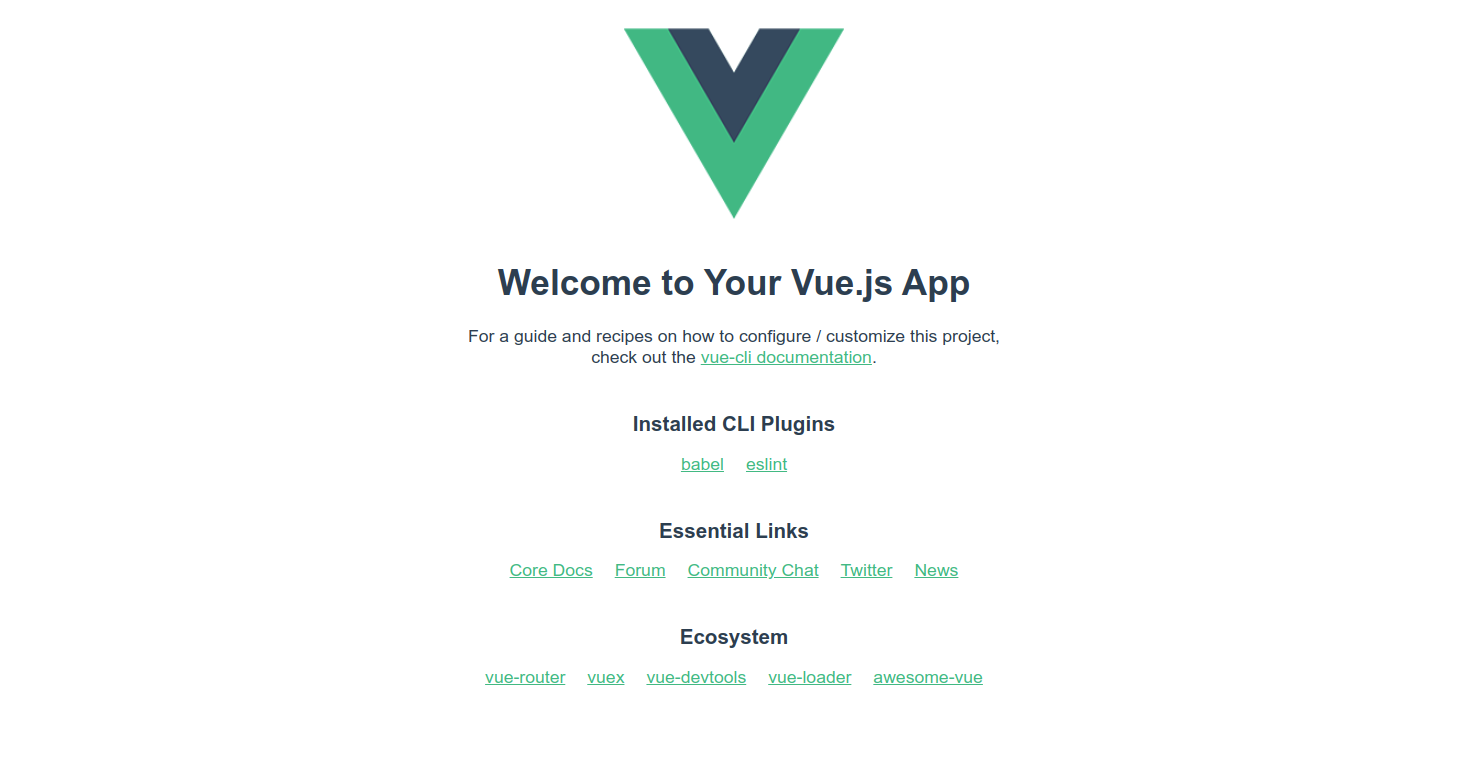 Welcome to Your Vue.js App
For a guide and recipes on how to configure / customize this project,
check out the vue-cli documentation.
Installed CLI Plugins
babel eslint
Essential Links
Core Docs Forum Community Chat Twitter News
Ecosystem
vue-router vuex vue-devtools vue-loader awesome-vue